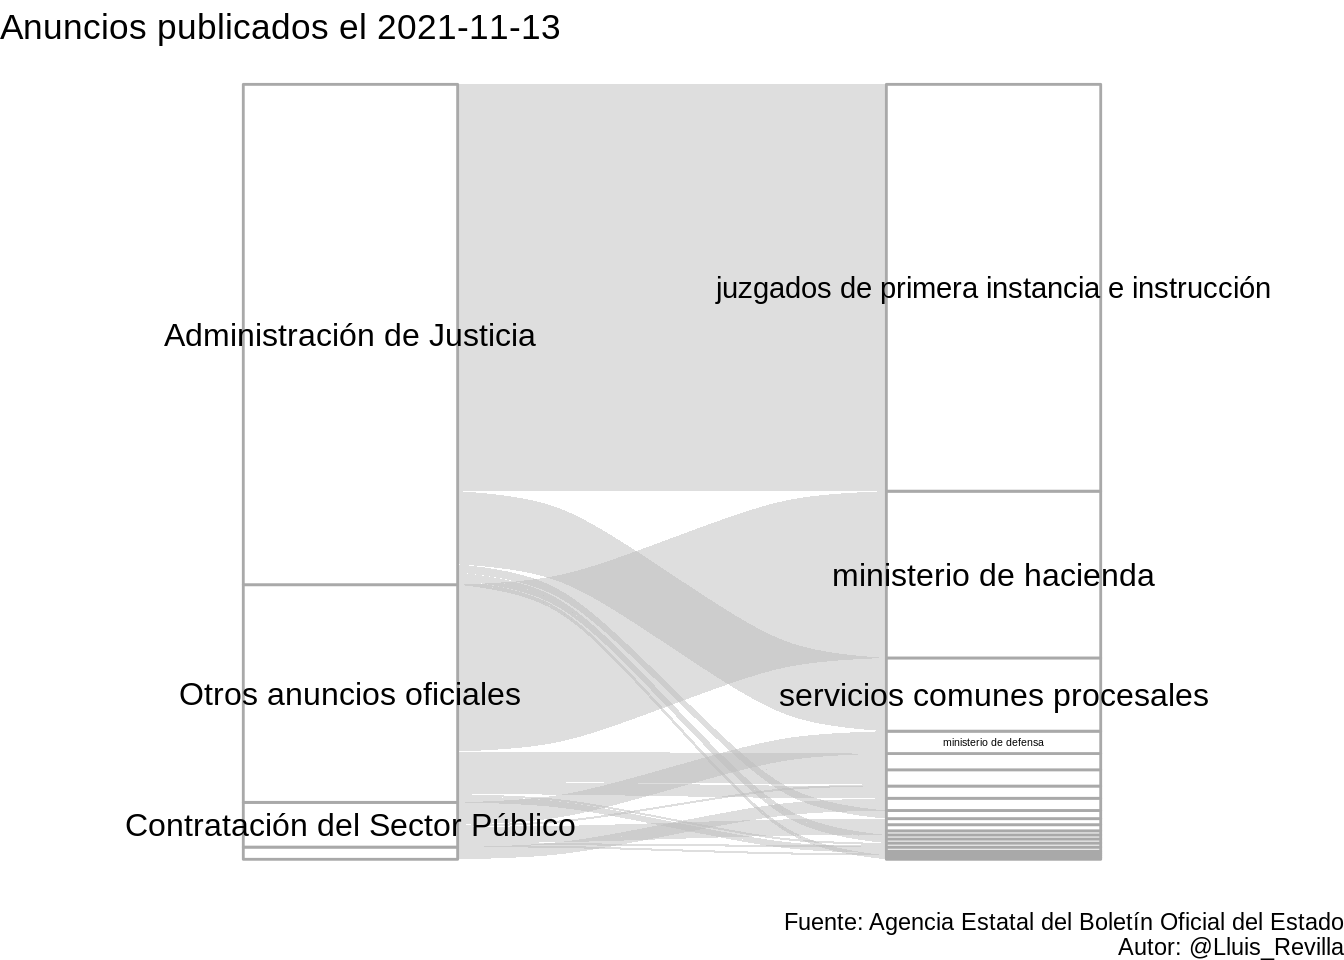 Anuncios publicados el 2021-11-13
juzgados de primera instancia e instrucción
Administración de Justicia
ministerio de hacienda
Otros anuncios oficiales
servicios comunes procesales
ministerio de defensa
Contratación del Sector Público
Fuente: Agencia Estatal del Boletín Oficial del Estado
Autor: @Lluis_Revilla